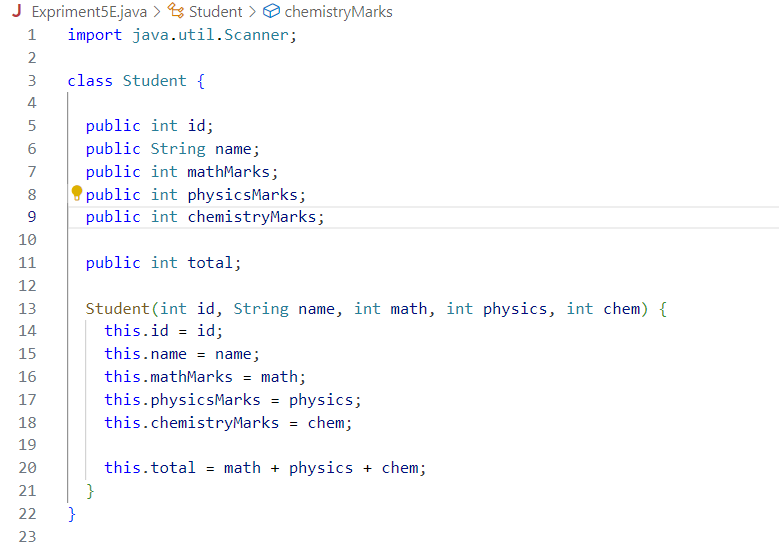 J Expriment5E.java > Student > chemistryMarks
1 import java.util.Scanner;
2
3 class Student {
4
5 public int id;
6 public String name;
7 public int mathMarks;
8 public int physicsMarks;
9 public int chemistryMarks;
10
11 public int total;
12
13 Student(int id, String name, int math, int physics, int chem) {
14 this.id = id;
15 this.name = name;
16 this.mathMarks = math;
17 this.physicsMarks = physics;
18 this.chemistryMarks = chem;
19
20 this.total = math + physics + chem;
21 }
22 }
23